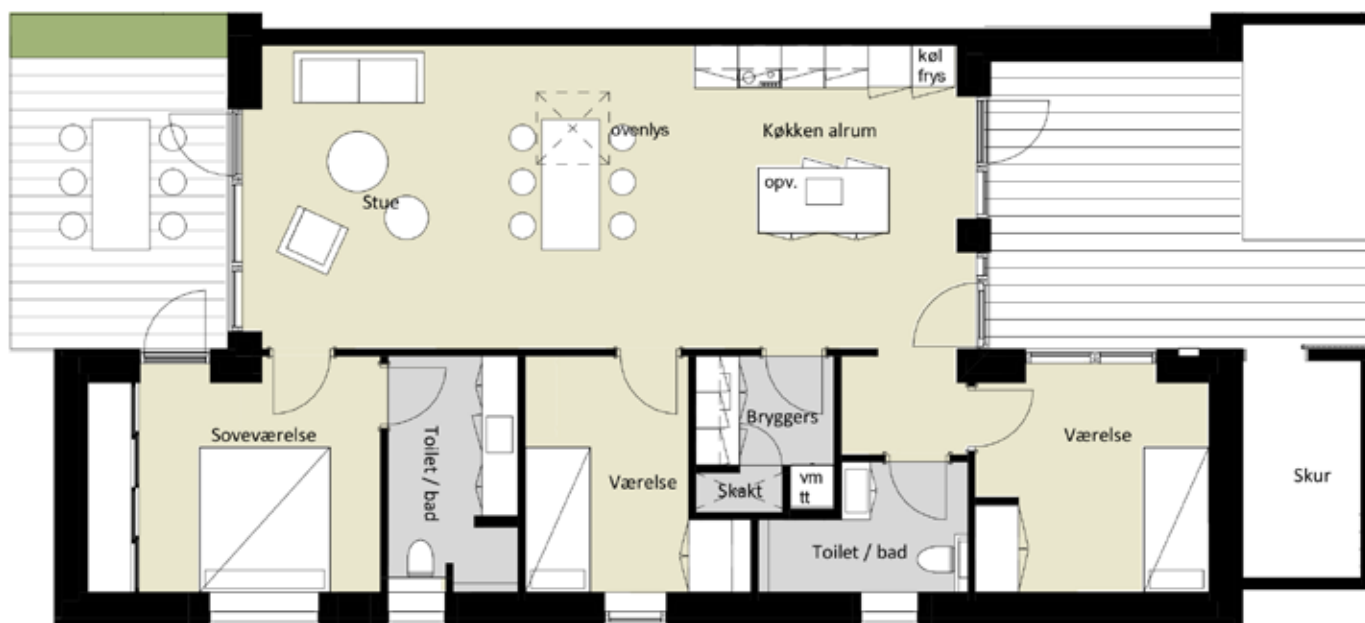 køl
frys
ovenlys
Køkken alrum
opv.
Stue
Soveværelse
Toilet / bad
Værelse
Bryggers
Skakt
vm
tt
Toilet / bad
Værelse
Skur